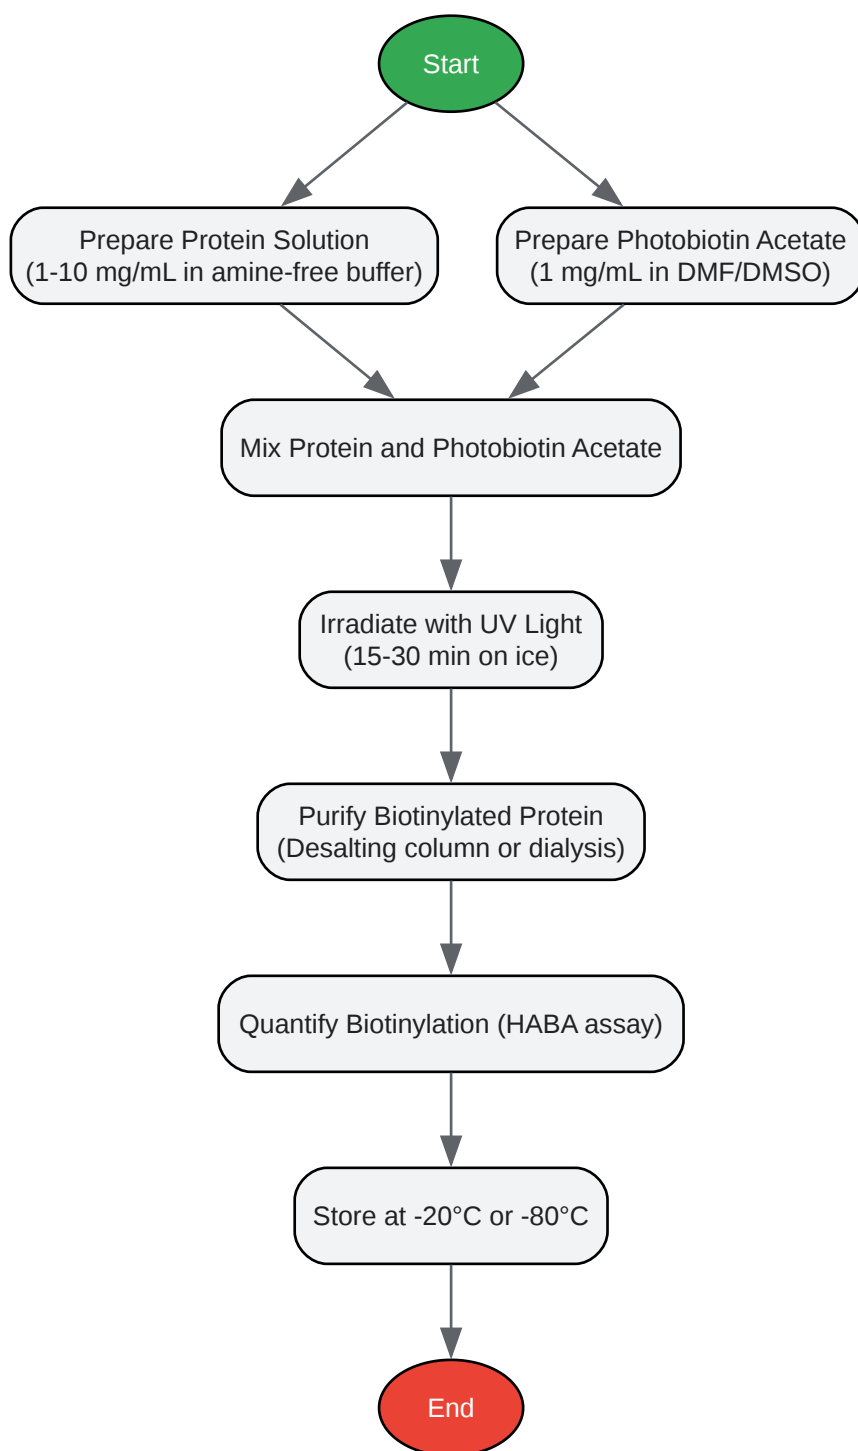 Start
Prepare Protein Solution
(1-10 mg/mL in amine-free buffer)
Prepare Photobiotin Acetate
(1 mg/mL in DMF/DMSO)
Mix Protein and Photobiotin Acetate
Irradiate with UV Light
(15-30 min on ice)
Purify Biotinylated Protein
(Desalting column or dialysis)
Quantify Biotinylation (HABA assay)
Store at -20°C or -80°C
End